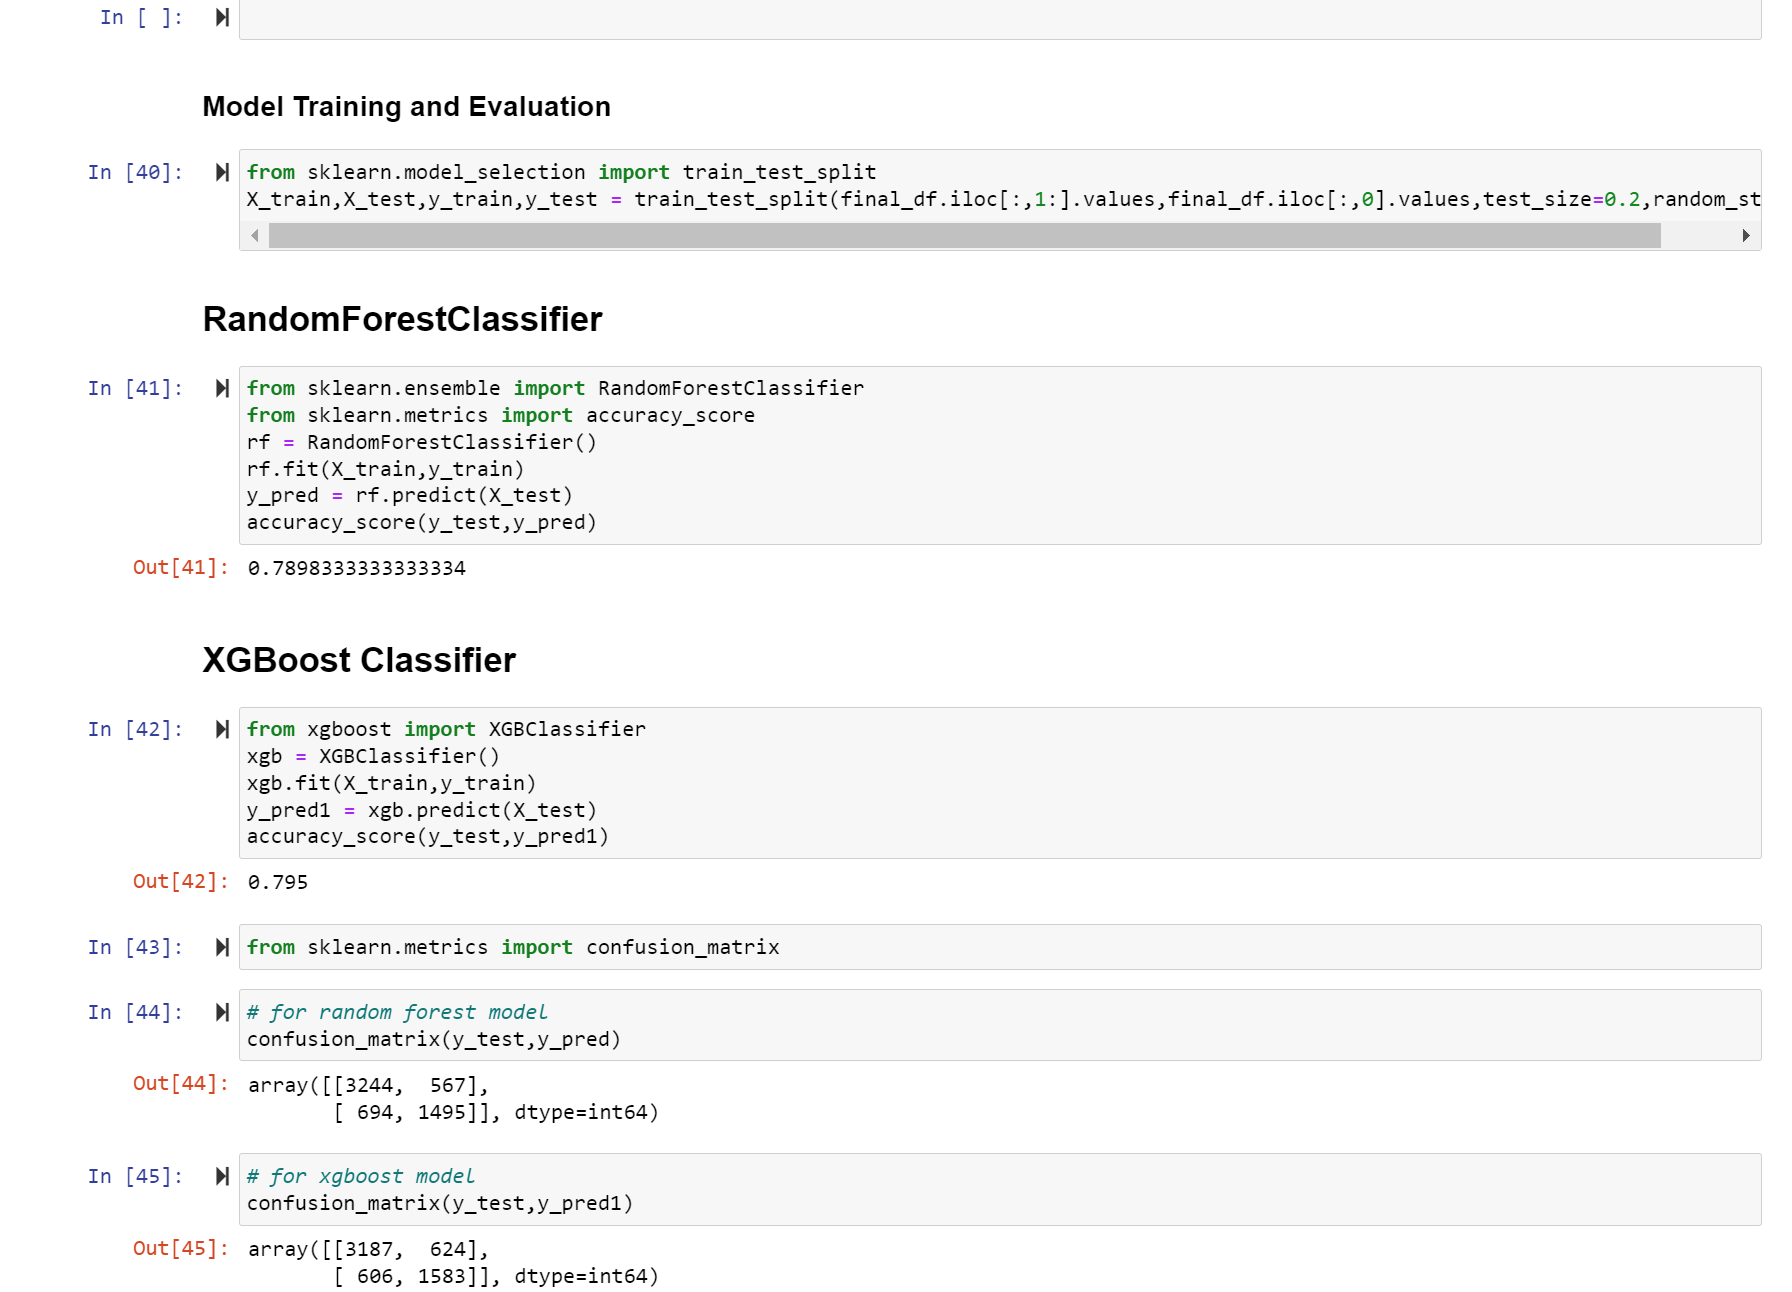 In [ ]:
Model Training and Evaluation
In [40]:
from sklearn.model_selection import train_test_split
X_train,X_test,y_train,y_test = train_test_split(final_df.iloc[:,1:].values,final_df.iloc[:,0].values,test_size=0.2,random_st
RandomForestClassifier
In [41]:
from sklearn.ensemble import RandomForestClassifier
from sklearn.metrics import accuracy_score
rf = RandomForestClassifier()
rf.fit(X_train,y_train)
y_pred = rf.predict(X_test)
accuracy_score(y_test,y_pred)
Out[41]: 0.7898333333333334
XGBoost Classifier
In [42]:
from xgboost import XGBClassifier
xgb = XGBClassifier()
xgb.fit(X_train,y_train)
y_pred1 = xgb.predict(X_test)
accuracy_score(y_test,y_pred1)
Out[42]: 0.795
In [43]:
from sklearn.metrics import confusion_matrix
In [44]:
# for random forest model
confusion_matrix(y_test,y_pred)
Out[44]: array([[3244,  567],
       [ 694, 1495]], dtype=int64)
In [45]:
# for xgboost model
confusion_matrix(y_test,y_pred1)
Out[45]: array([[3187,  624],
       [ 606, 1583]], dtype=int64)